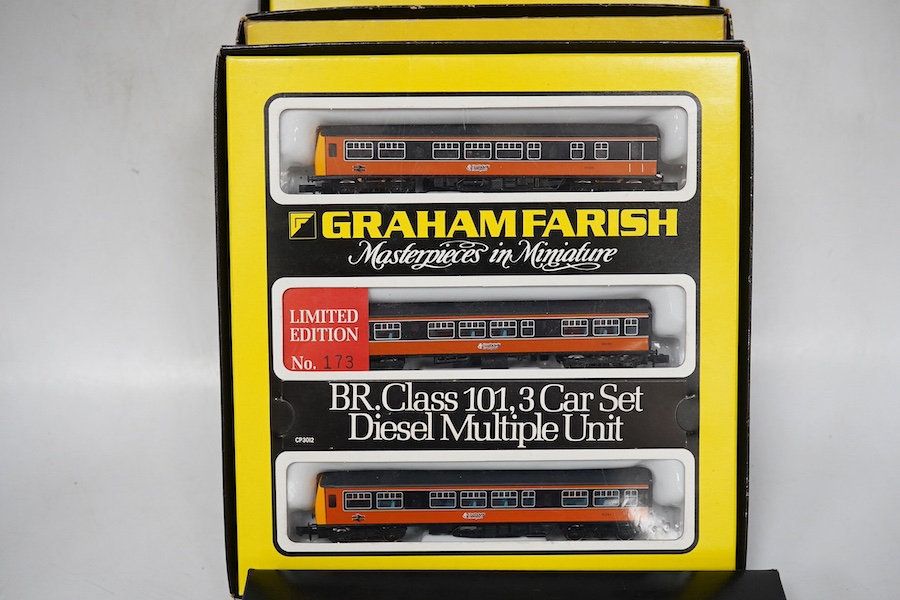 GRAHAM FARISH
Masterpieces in Miniature
LIMITED
EDITION
No. 173
BR. Class 101, 3 Car Set
Diesel Multiple Unit
CP3012